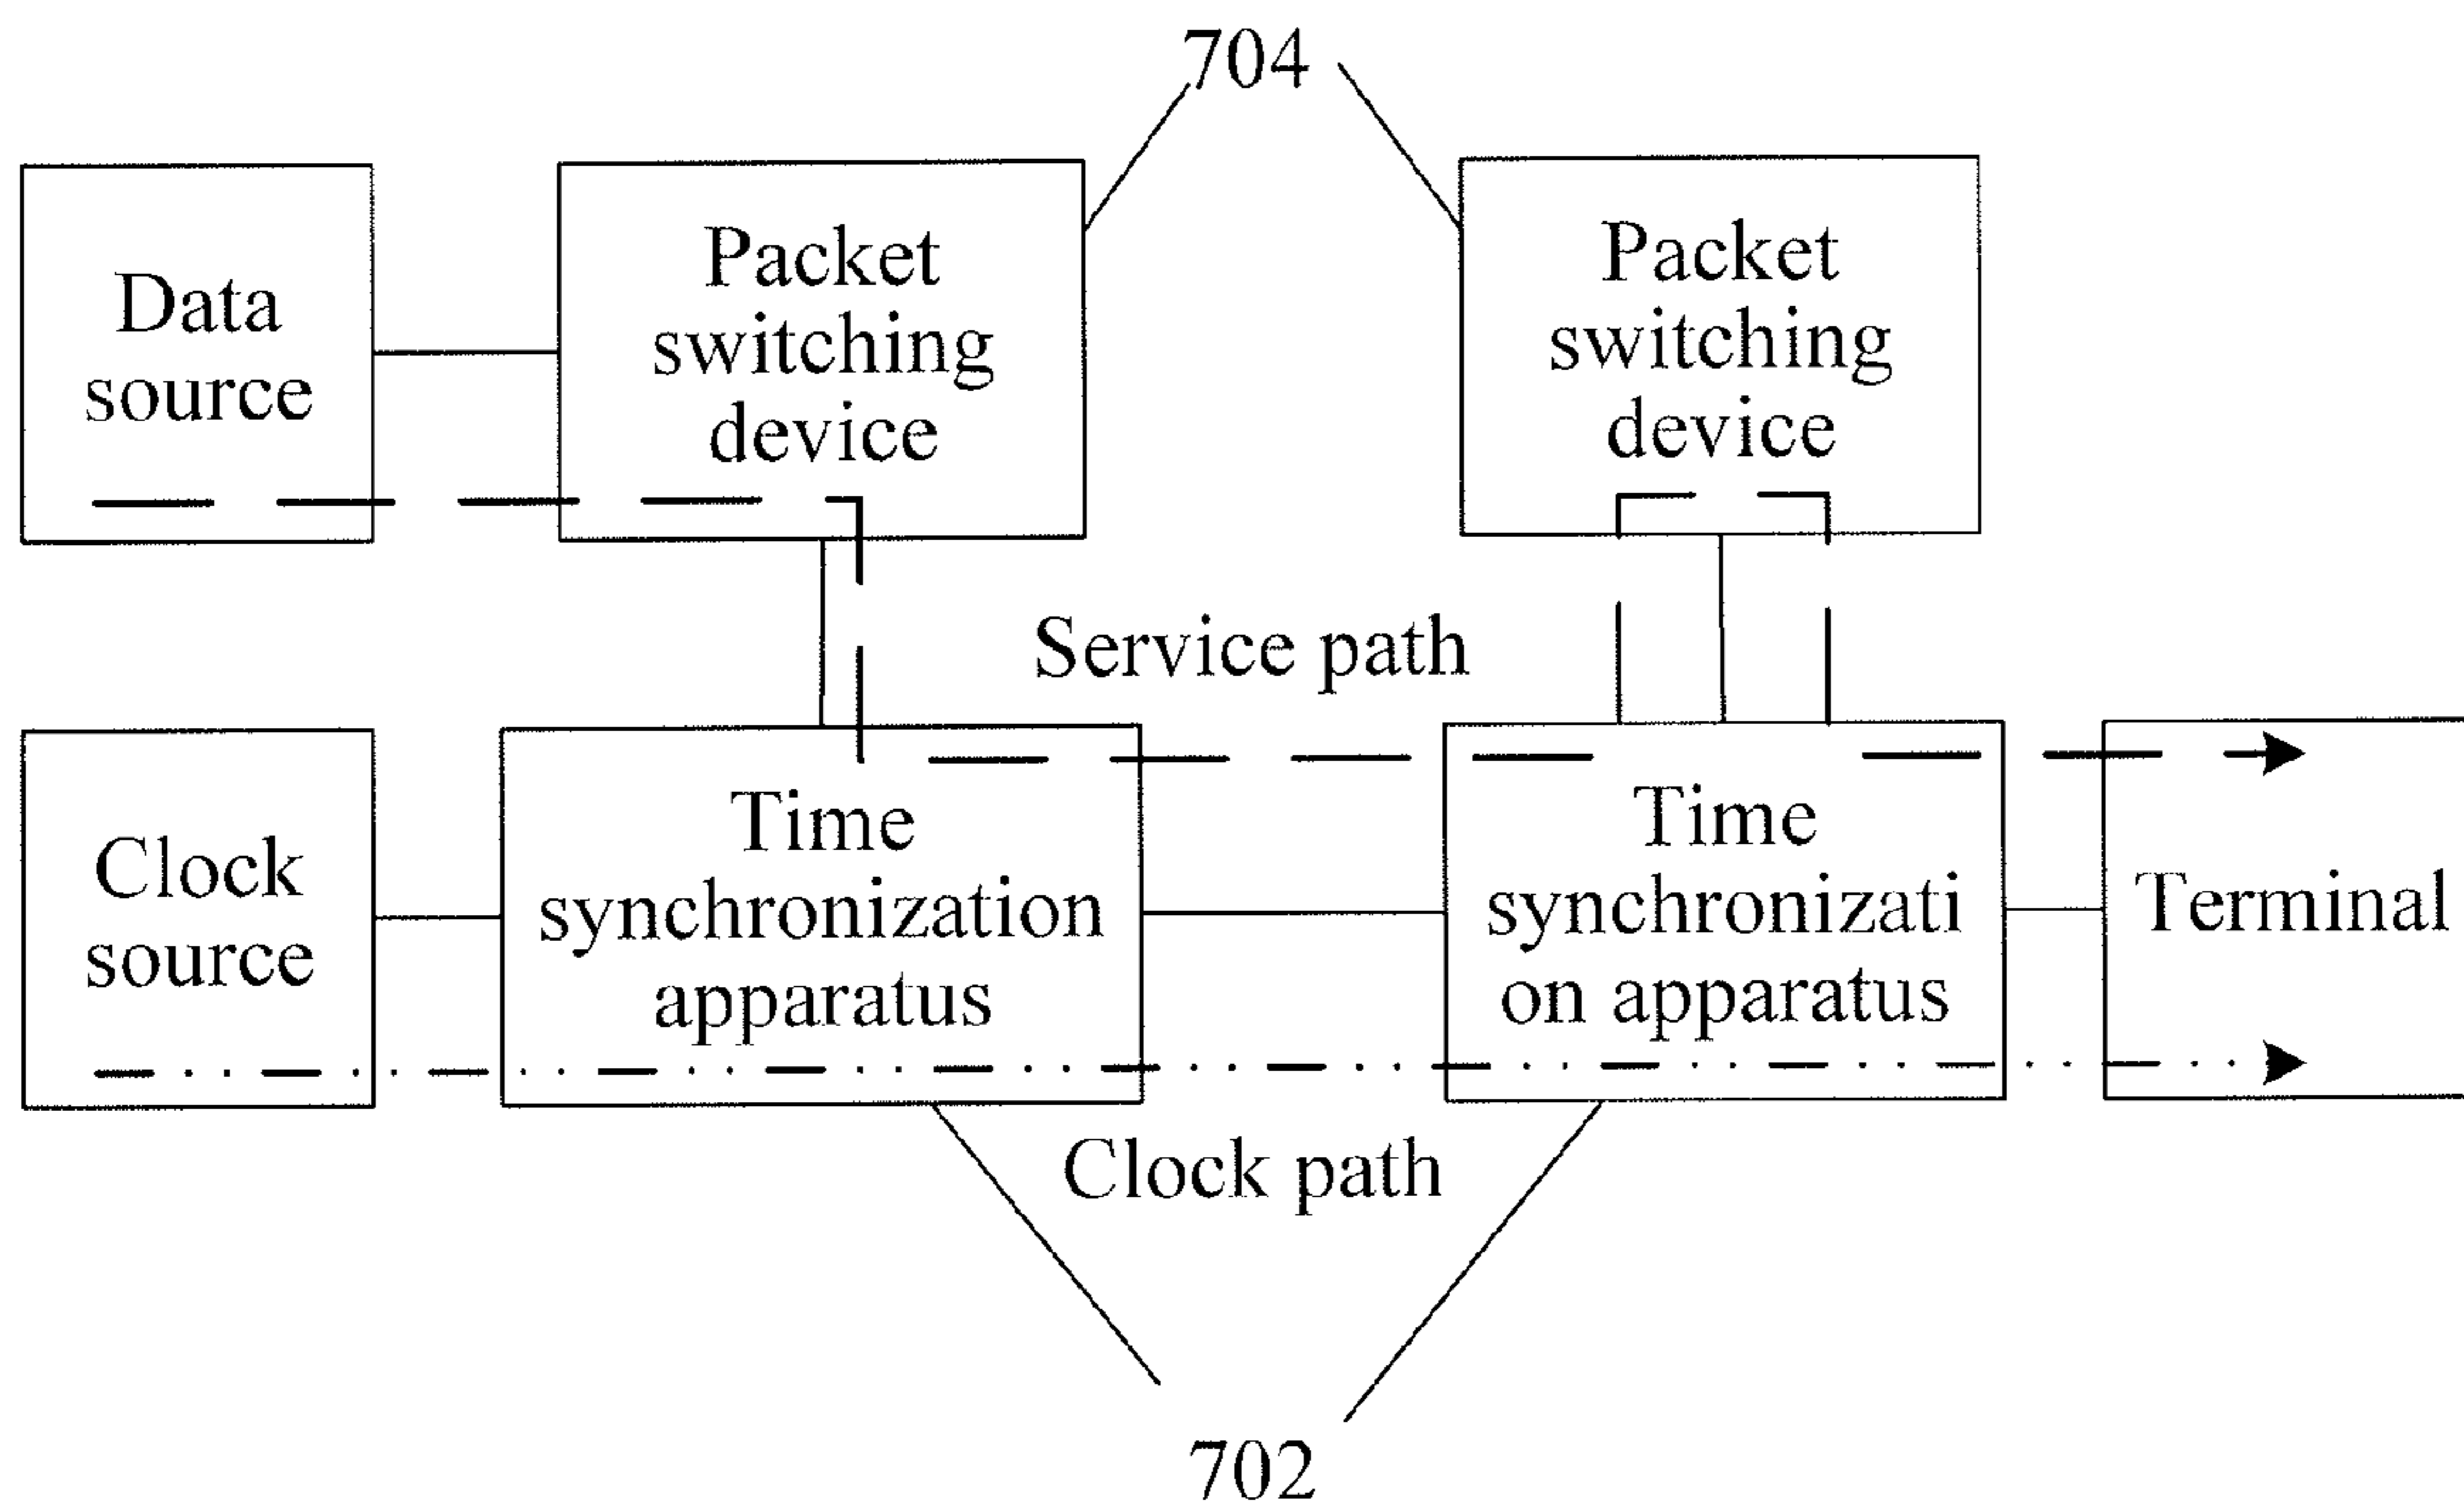 704
Data
source
Packet
switching
device
Packet
switching
device
Service path
Clock
source
Time
synchronization
apparatus
Time
synchronizati
on apparatus
Terminal
Clock path
702